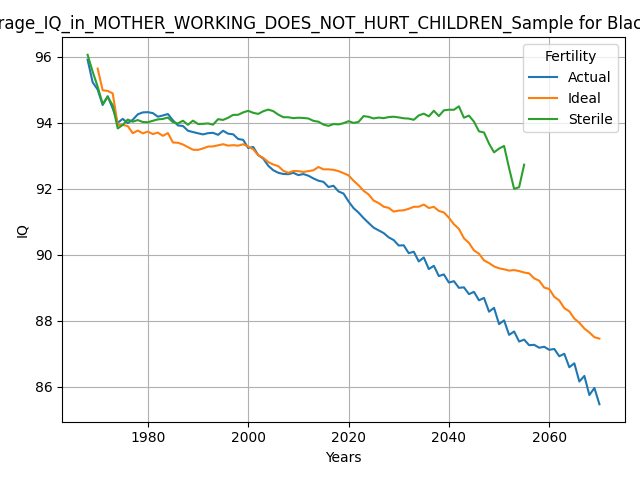 rage_IQ_in_MOTHER_WORKING_DOES_NOT_HURT_CHILDREN_Sample for Blac
Fertility
Actual
Ideal
Sterile
IQ
96
94
92
90
88
86
1980
2000
2020
2040
2060
Years